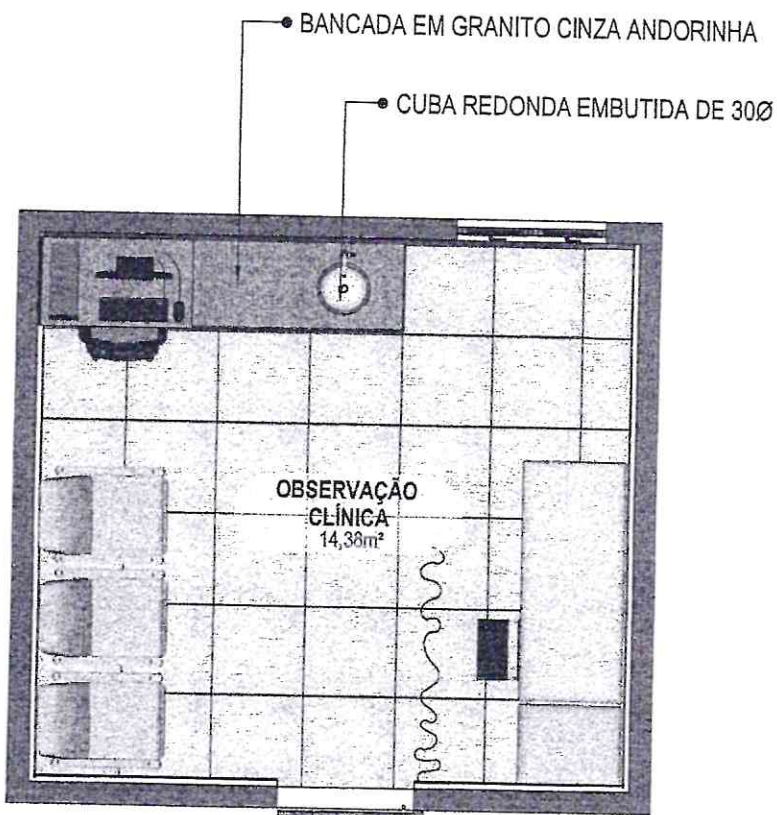 BANCADA EM GRANITO CINZA ANDORINHA
CUBA REDONDA EMBUTIDA DE 30Ø
OBSERVAÇÃO
CLÍNICA
14,38m²